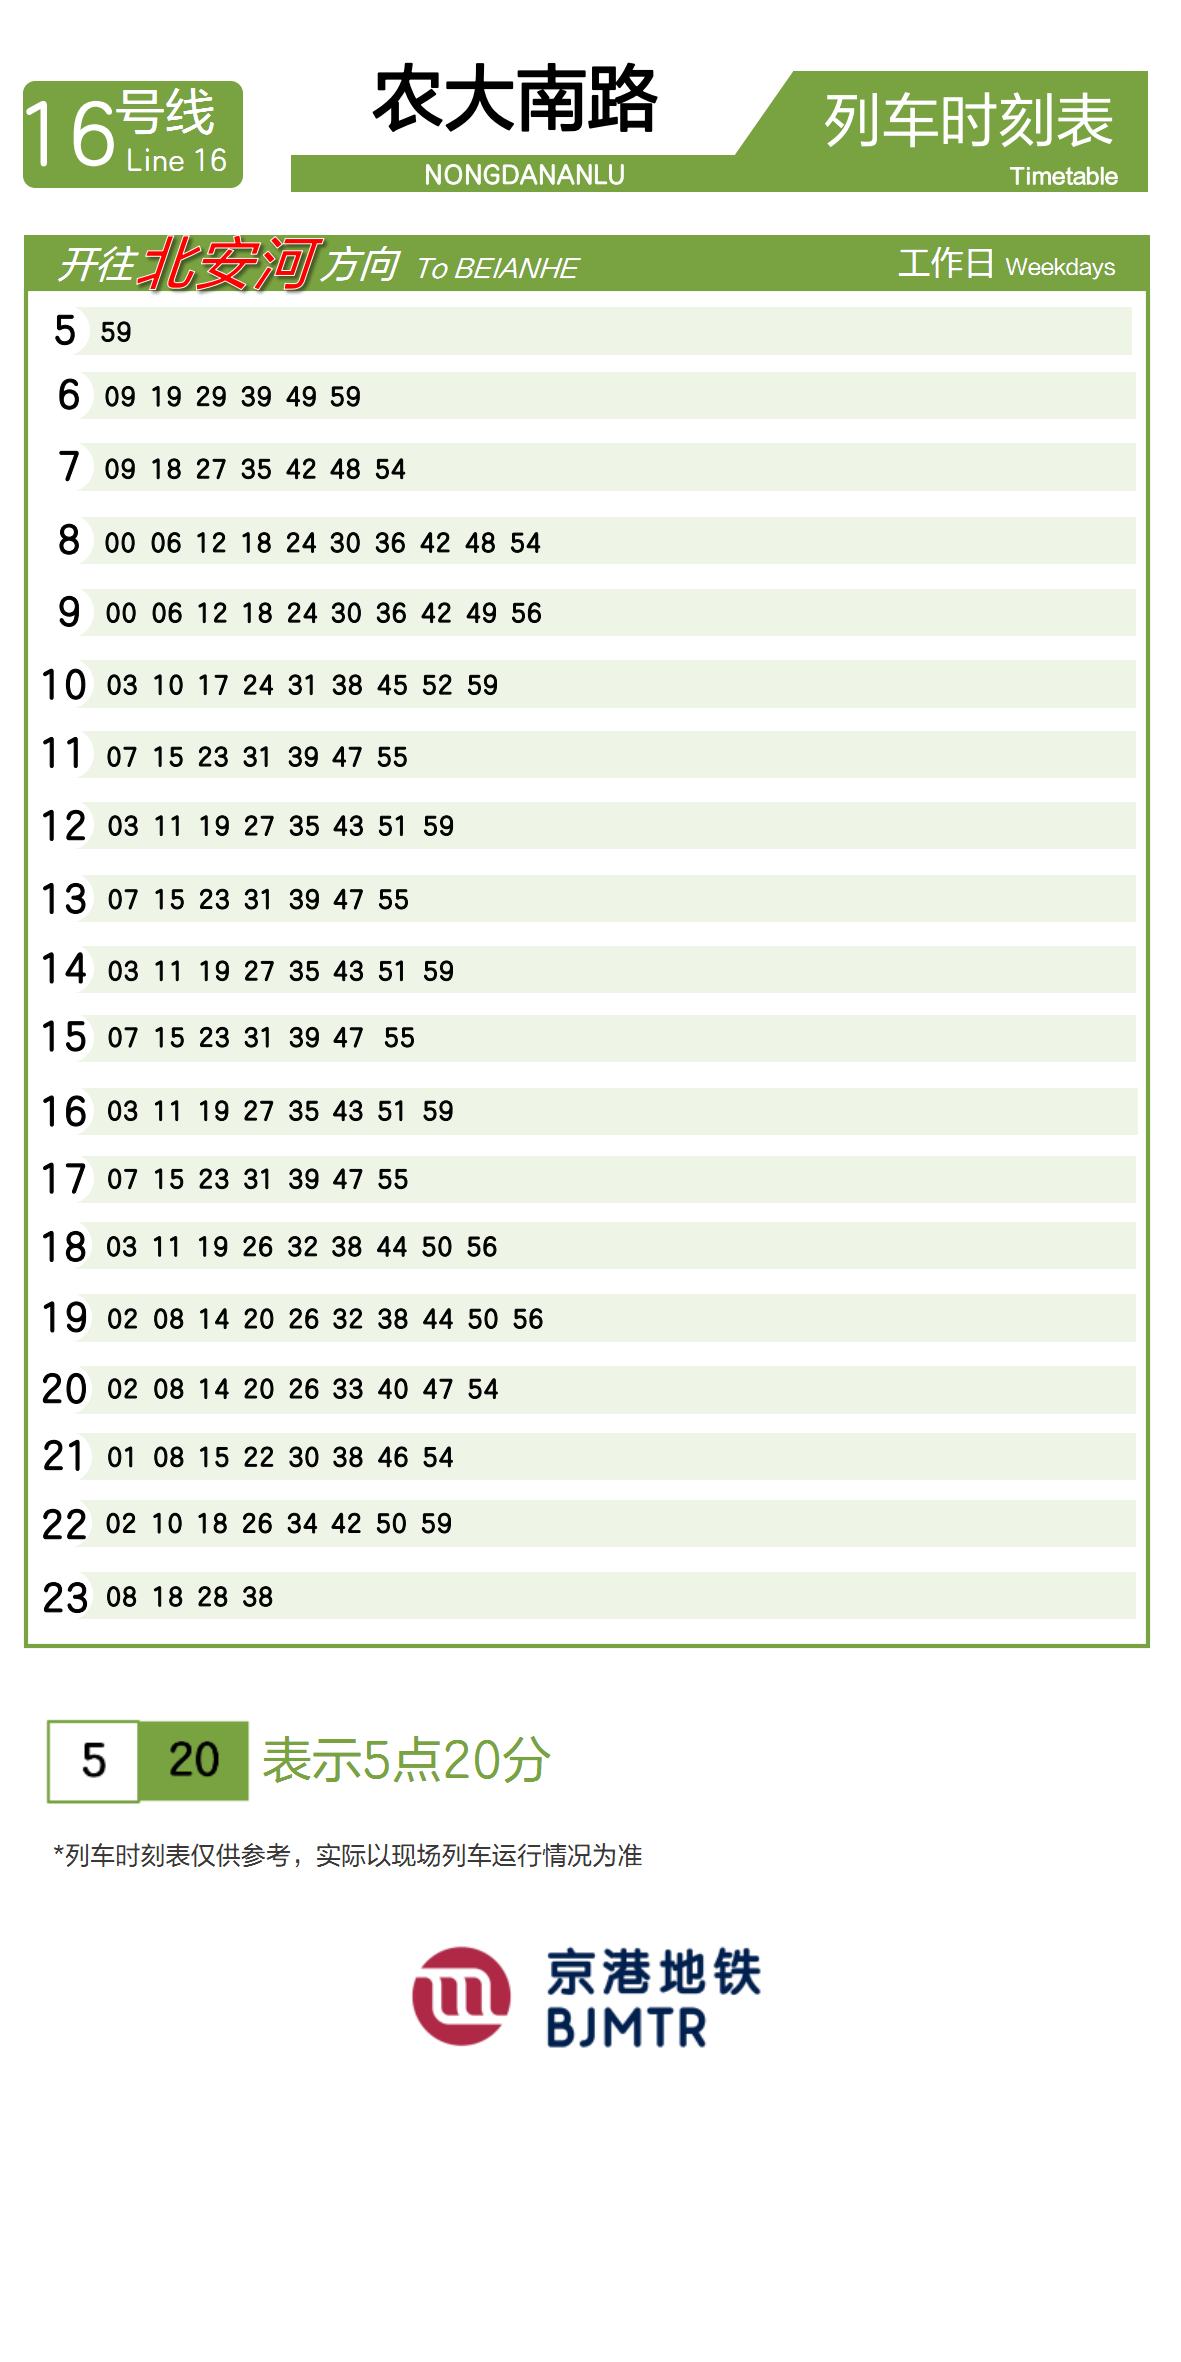 16号线
Line 16
农大南路
NONGDANANLU
列车时刻表
Timetable
开往北安河方向 To BEIANHE 工作日 Weekdays
5 59
6 09 19 29 39 49 59
7 09 18 27 35 42 48 54
8 00 06 12 18 24 30 36 42 48 54
9 00 06 12 18 24 30 36 42 49 56
10 03 10 17 24 31 38 45 52 59
11 07 15 23 31 39 47 55
12 03 11 19 27 35 43 51 59
13 07 15 23 31 39 47 55
14 03 11 19 27 35 43 51 59
15 07 15 23 31 39 47 55
16 03 11 19 27 35 43 51 59
17 07 15 23 31 39 47 55
18 03 11 19 26 32 38 44 50 56
19 02 08 14 20 26 32 38 44 50 56
20 02 08 14 20 26 33 40 47 54
21 01 08 15 22 30 38 46 54
22 02 10 18 26 34 42 50 59
23 08 18 28 38
5 20 表示5点20分
*列车时刻表仅供参考，实际以现场列车运行情况为准
京港地铁
BJMTR